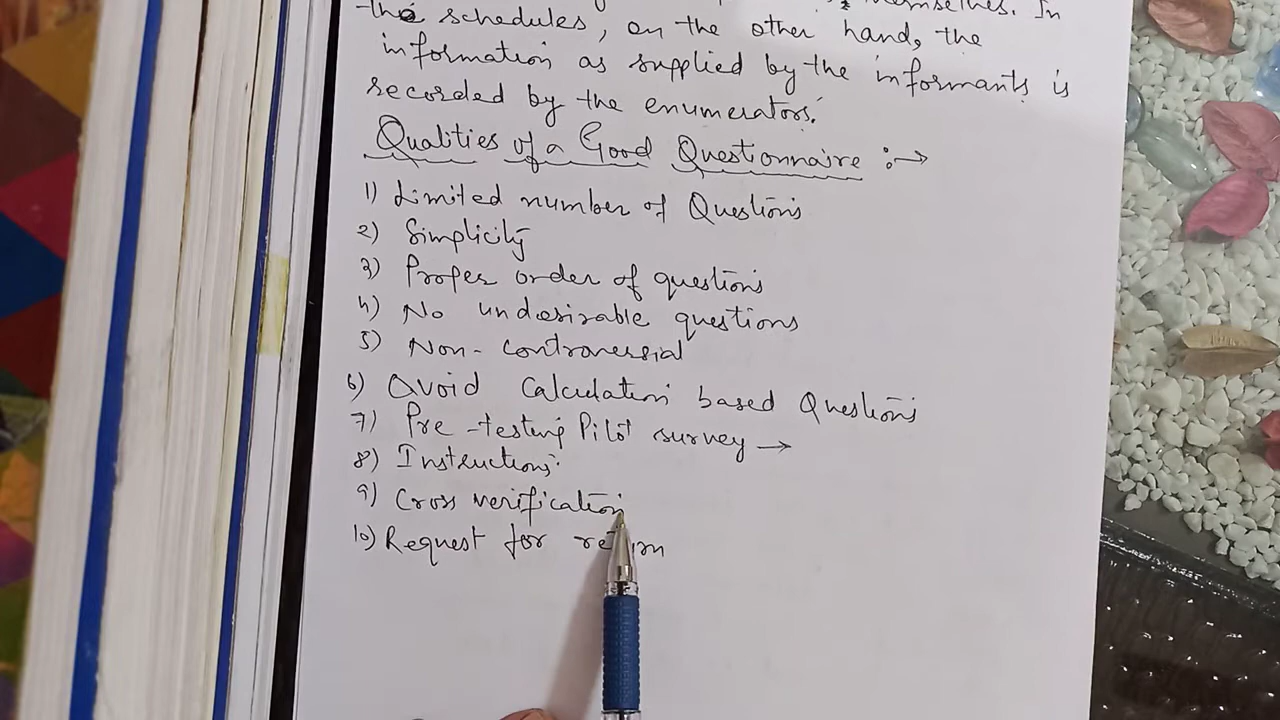 themselves. In
the schedules, on the other hand, the
information as supplied by the informants is
recorded by the enumerators.
Qualities of a Good Questionnaire :→
1) Limited number of Questions
2) Simplicity
3) Proper order of questions
4) No undesirable questions
5) Non-controversial
6) Avoid Calculation based Questions
7) Pre-testing Pilot survey →
8) Instructions.
9) Cross verification
10) Request for return